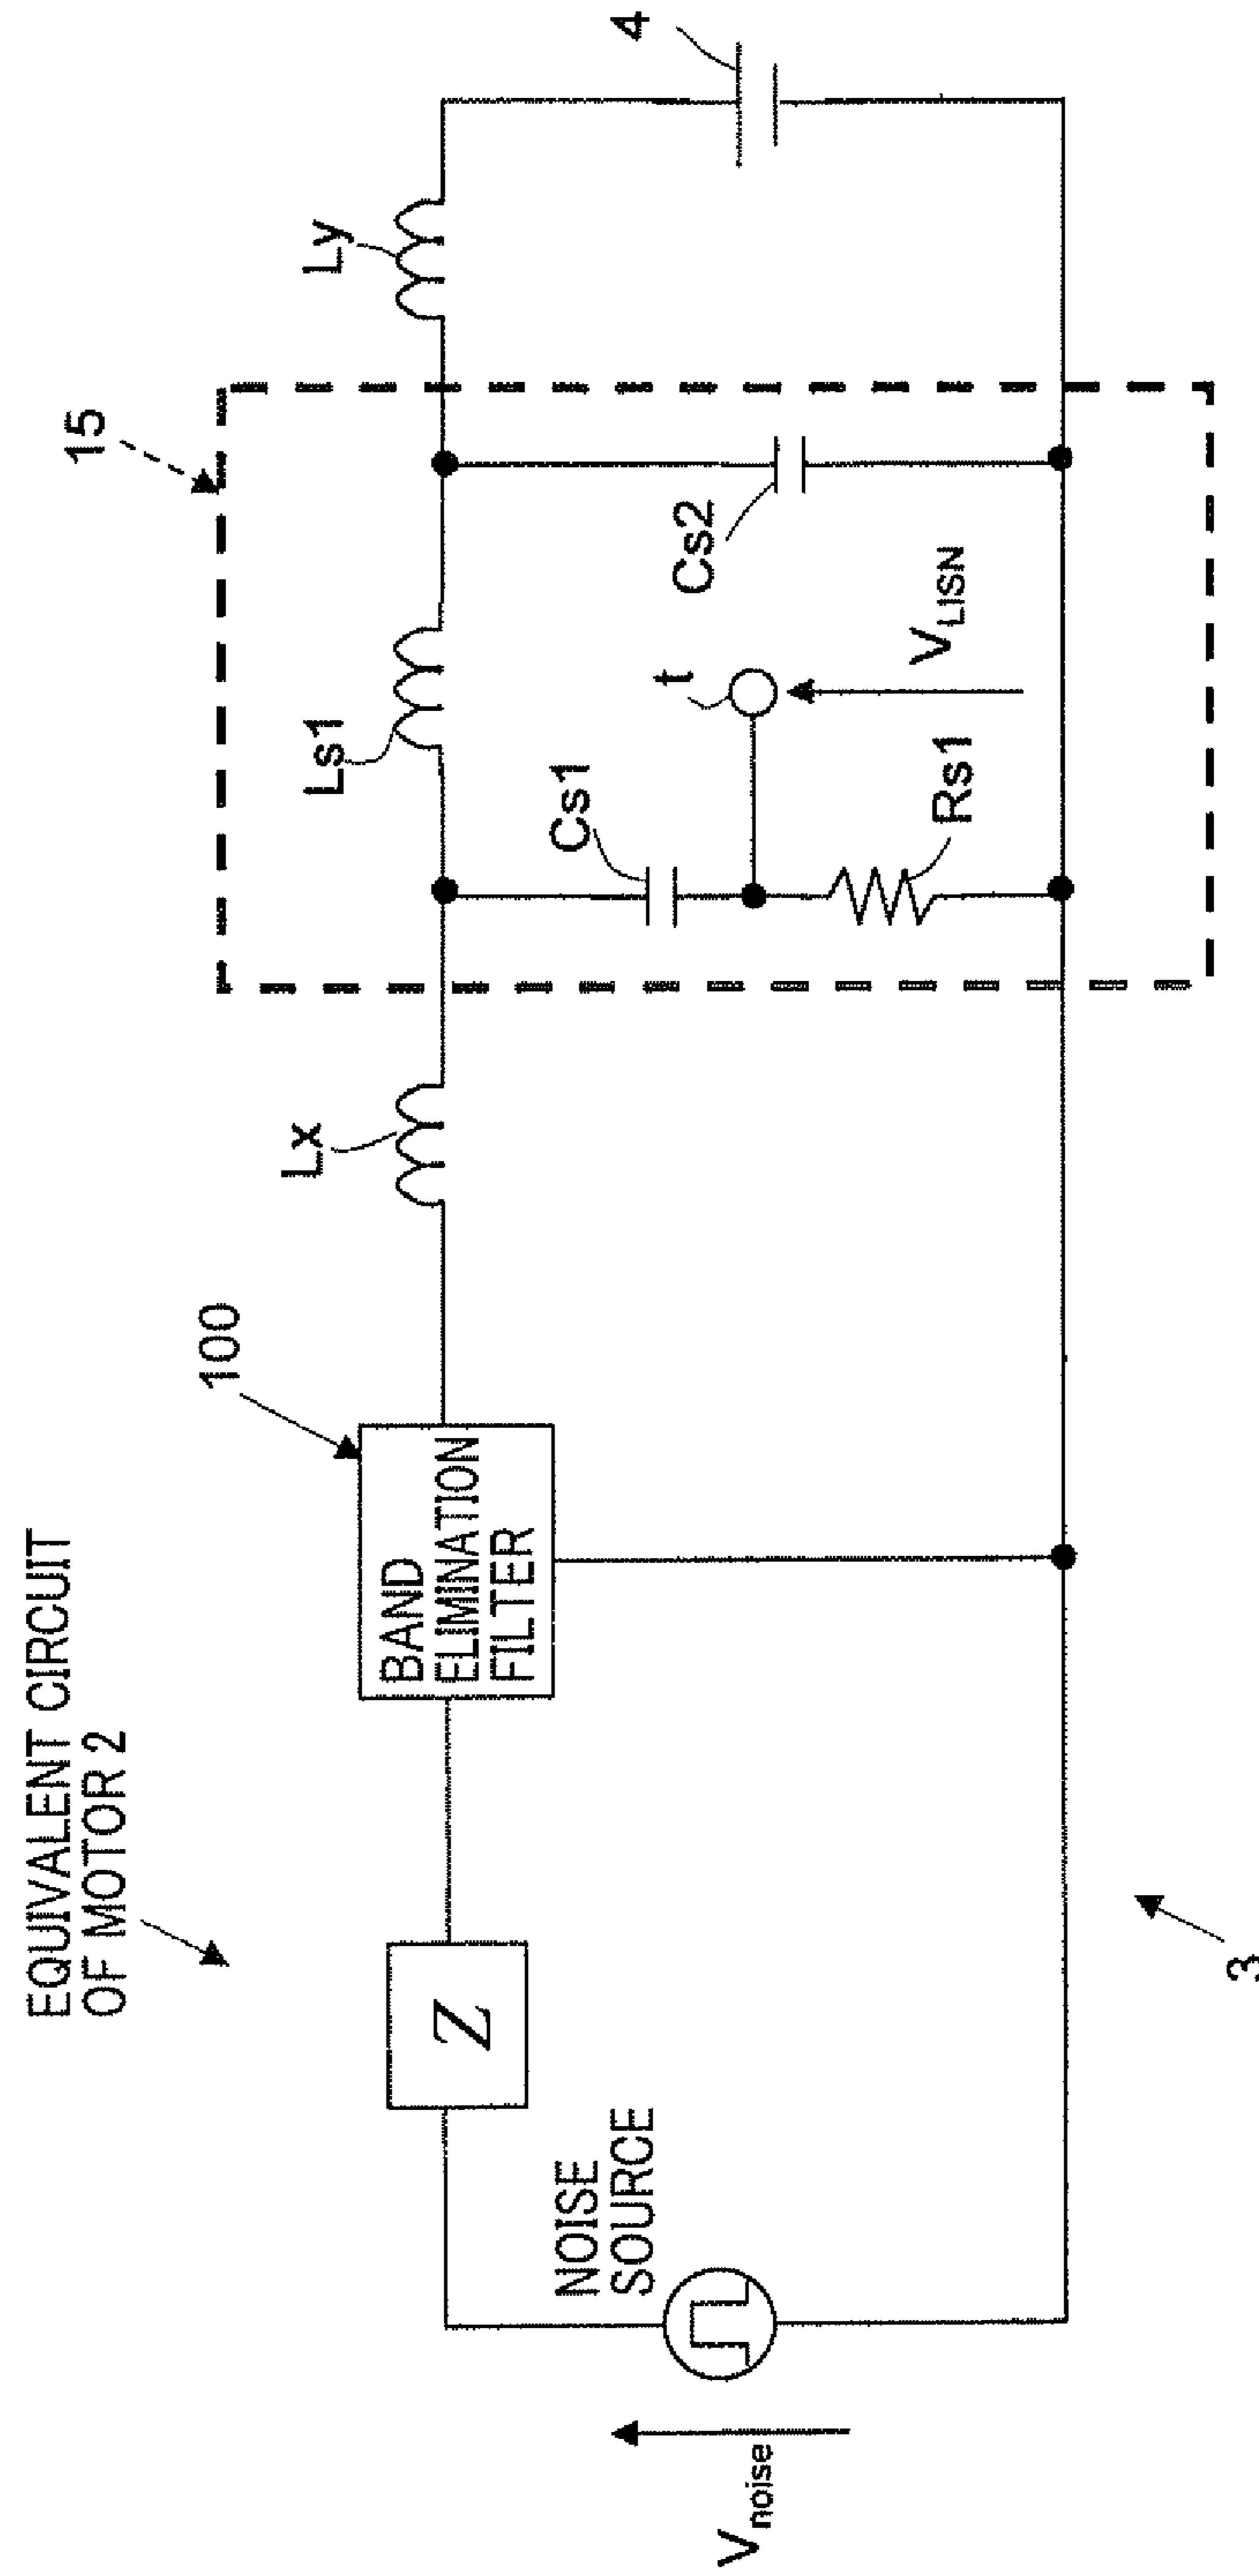 EQUIVALENT CIRCUIT
OF MOTOR 2
100
15
Lx
Ls1
Ly
4
Z
BAND
ELIMINATION
FILTER
Cs1
t
Cs2
NOISE
SOURCE
Rs1
VLISN
Vnoise
3